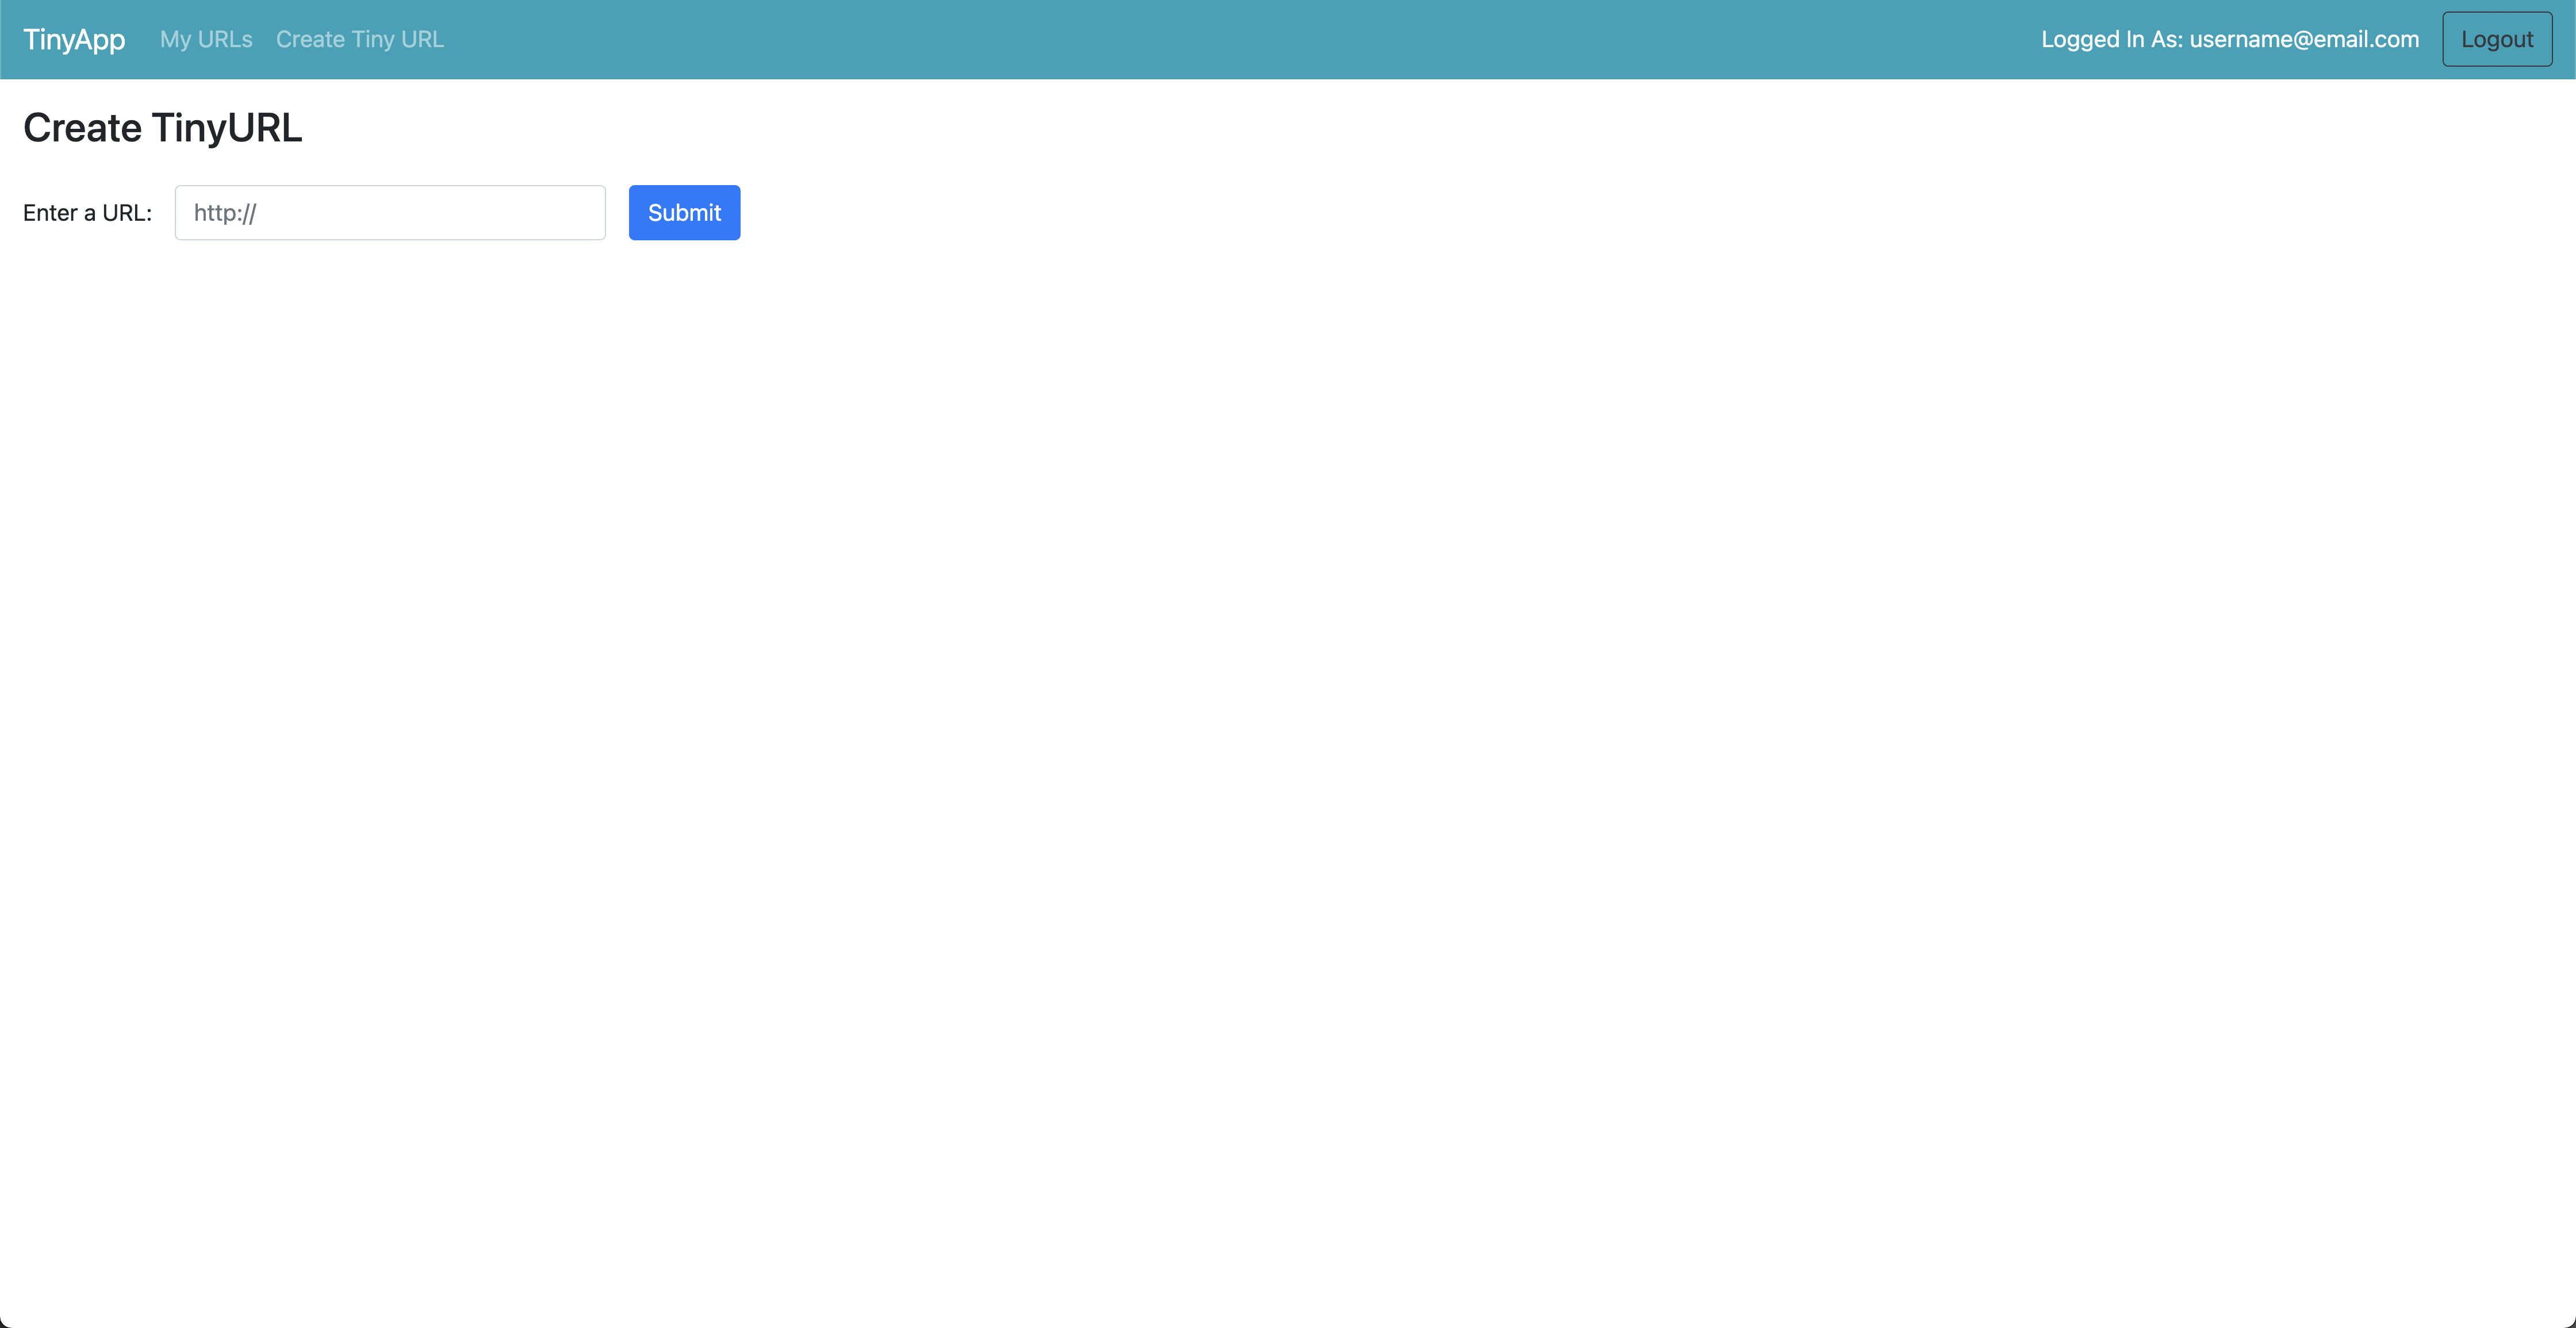 TinyApp My URLs Create Tiny URL Logged In As: username@email.com Logout
Create TinyURL
Enter a URL: http:// Submit